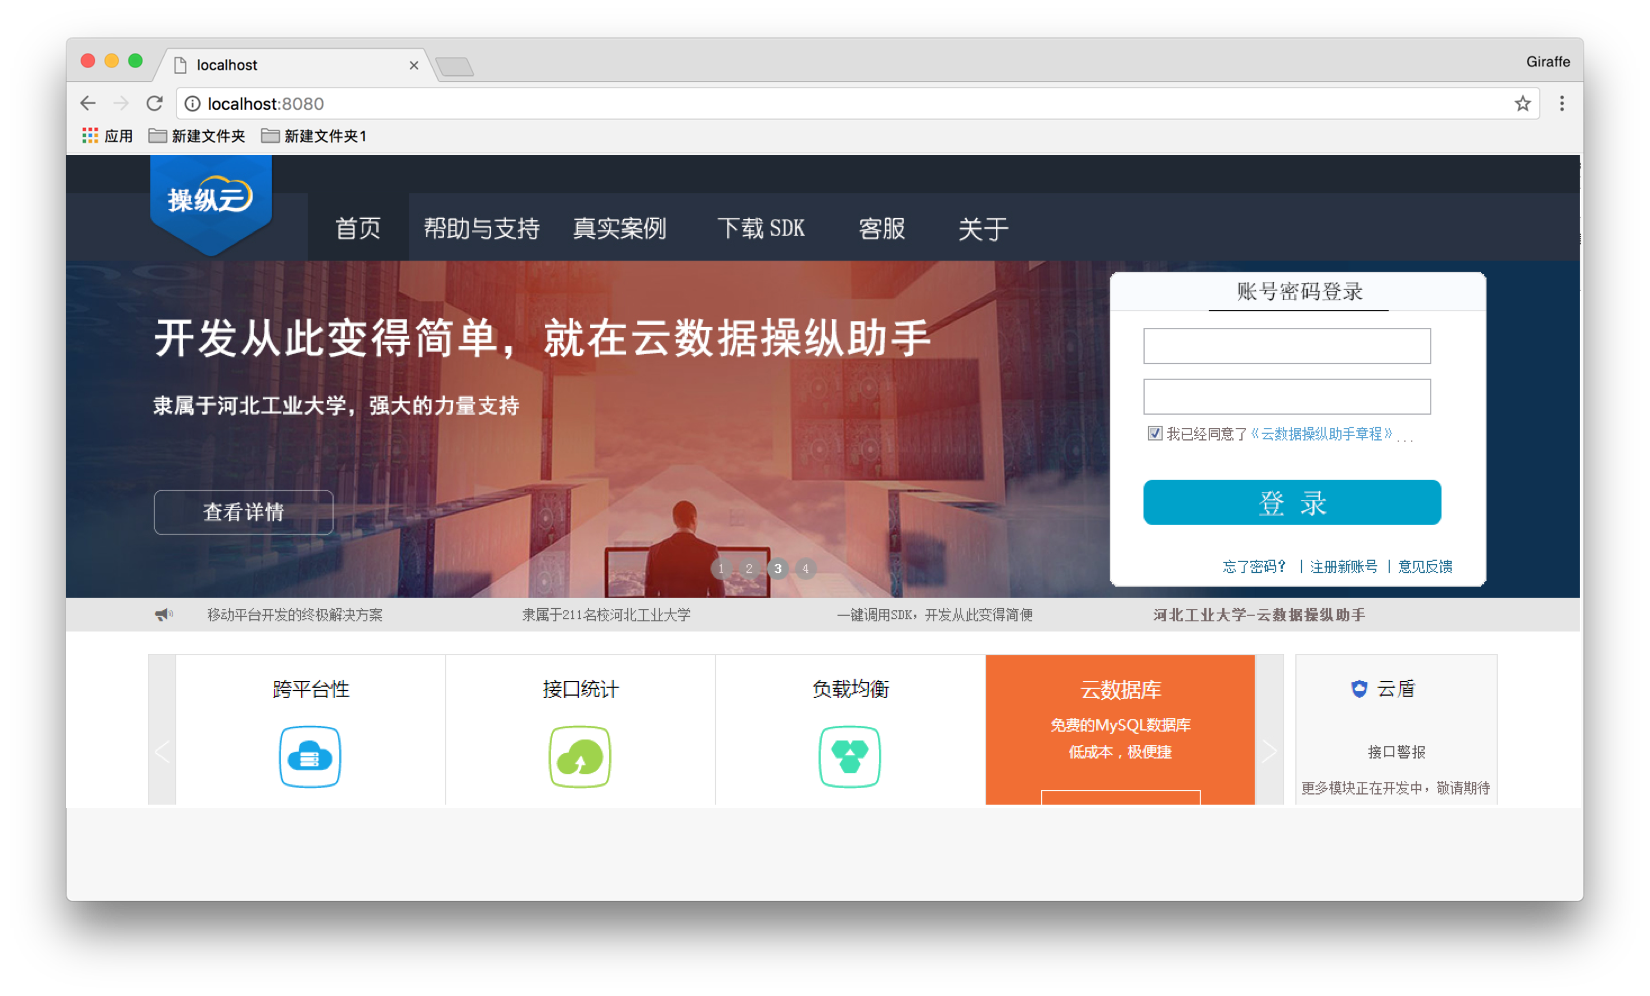 localhost
Giraffe
localhost:8080
应用 新建文件夹 新建文件夹1
操纵云
首页 帮助与支持 真实案例 下载 SDK 客服 关于
开发从此变得简单，就在云数据操纵助手
隶属于河北工业大学，强大的力量支持
查看详情
1 2 3 4
账号密码登录
我已经同意了《云数据操纵助手章程》...
登 录
忘了密码？ | 注册新账号 | 意见反馈
移动平台开发的终极解决方案 隶属于211名校河北工业大学 一键调用SDK，开发从此变得简便 河北工业大学-云数据操纵助手
跨平台性 接口统计 负载均衡
云数据库
免费的MySQL数据库
低成本，极便捷
云盾
接口警报
更多模块正在开发中，敬请期待